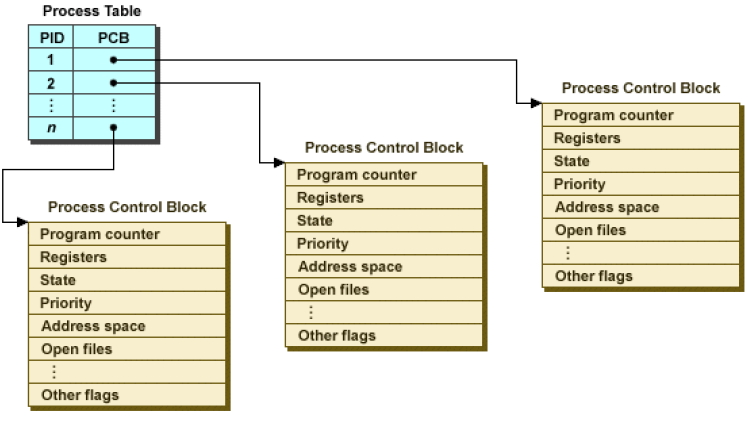 Process Table
PID PCB
1
2
⋮ ⋮
n
Process Control Block
Program counter
Registers
State
Priority
Address space
Open files
⋮
Other flags
Process Control Block
Program counter
Registers
State
Priority
Address space
Open files
⋮
Other flags
Process Control Block
Program counter
Registers
State
Priority
Address space
Open files
⋮
Other flags